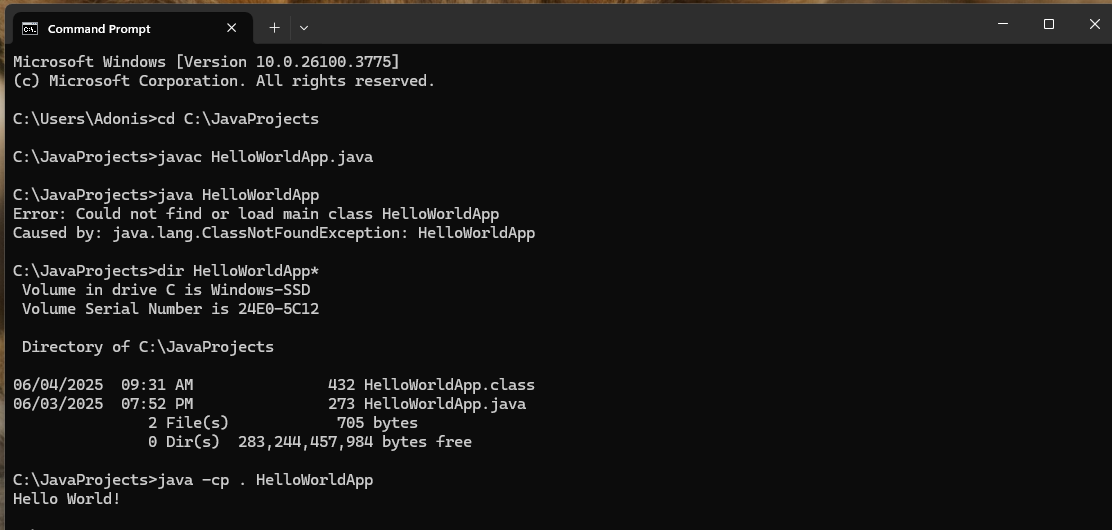 Command Prompt
Microsoft Windows [Version 10.0.26100.3775]
(c) Microsoft Corporation. All rights reserved.
C:\Users\Adonis>cd C:\JavaProjects
C:\JavaProjects>javac HelloWorldApp.java
C:\JavaProjects>java HelloWorldApp
Error: Could not find or load main class HelloWorldApp
Caused by: java.lang.ClassNotFoundException: HelloWorldApp
C:\JavaProjects>dir HelloWorldApp*
 Volume in drive C is Windows-SSD
 Volume Serial Number is 24E0-5C12
 Directory of C:\JavaProjects
06/04/2025  09:31 AM               432 HelloWorldApp.class
06/03/2025  07:52 PM               273 HelloWorldApp.java
               2 File(s)            705 bytes
               0 Dir(s)  283,244,457,984 bytes free
C:\JavaProjects>java -cp . HelloWorldApp
Hello World!